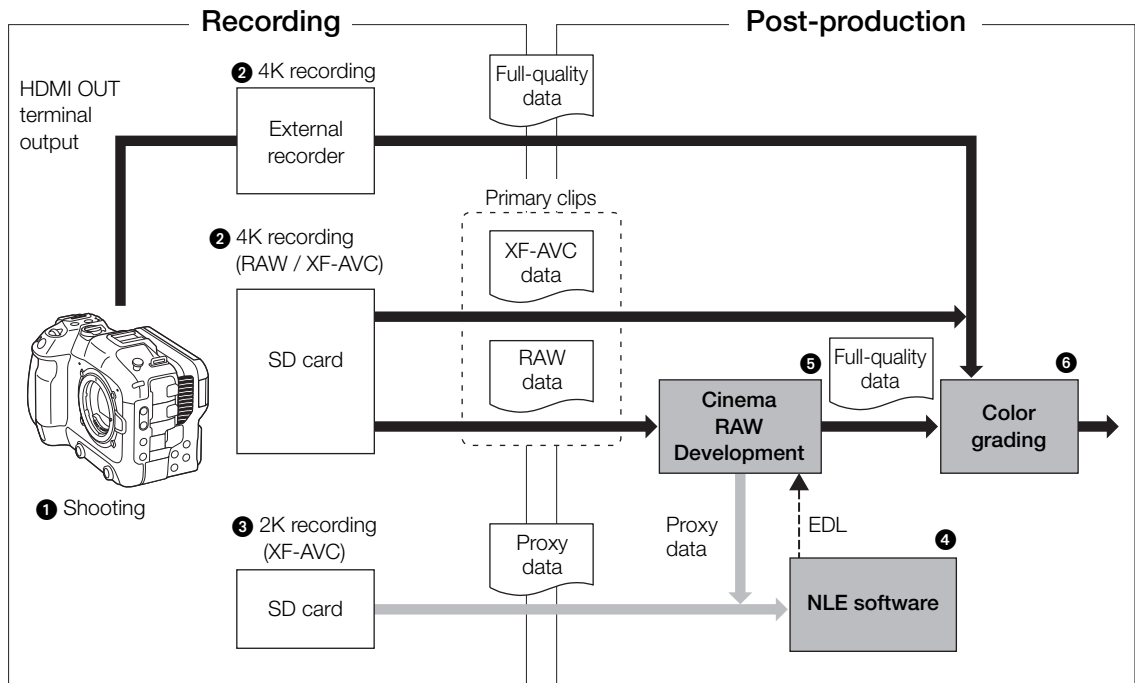 Recording
Post-production
HDMI OUT
terminal
output
❷ 4K recording
External
recorder
Full-quality
data
Primary clips
❷ 4K recording
(RAW / XF-AVC)
SD card
XF-AVC
data
RAW
data
❶ Shooting
❺
Cinema
RAW
Development
Full-quality
data
❻
Color
grading
❸ 2K recording
(XF-AVC)
SD card
Proxy
data
Proxy
data
EDL
❹
NLE software